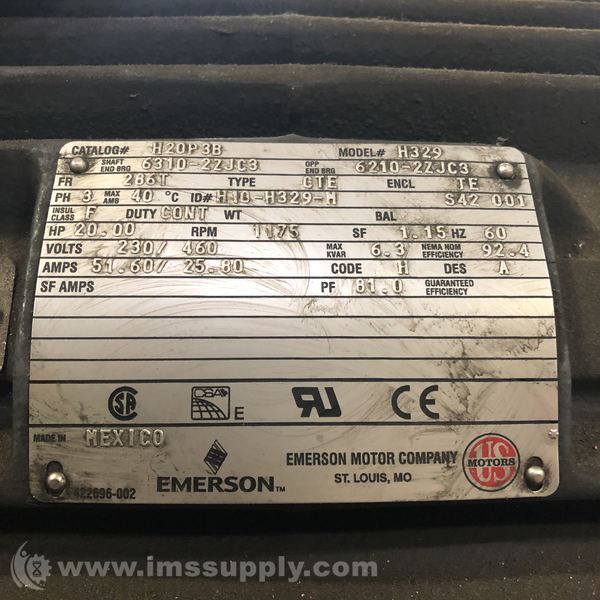 CATALOG# H20P3B MODEL# H329
SHAFT END BRG 6310-2ZJC3 OPP END BRG 6210-2ZJC3
FR 286T TYPE CTE ENCL TE
PH 3 MAX AMB 40 °C ID# H10-H329-H S42 001
INSUL CLASS F DUTY CONT WT BAL
HP 20.00 RPM 1175 SF 1.15 HZ 60
VOLTS 230/ 460 MAX KVAR 6.3 NEMA NOM EFFICIENCY 92.4
AMPS 51.60/ 25.80 CODE H DES A
SF AMPS PF 81.0 GUARANTEED EFFICIENCY
SA CSA E RU CE
MADE IN MEXICO
EMERSON™ EMERSON MOTOR COMPANY
ST. LOUIS, MO
US MOTORS
422696-002
© www.imssupply.com